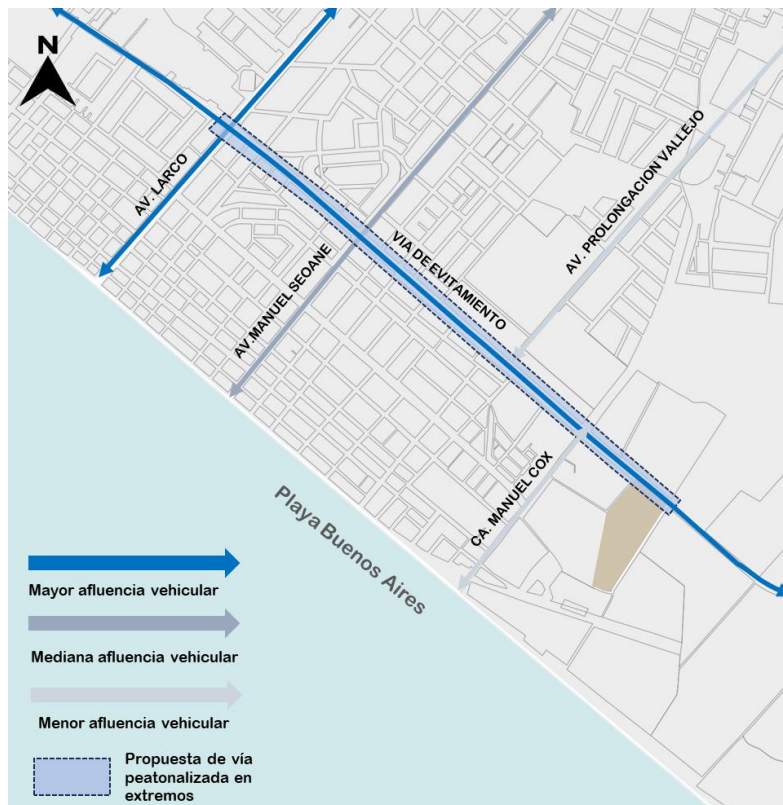 N
AV. LARCO
AV.MANUEL SEOANE
VIA DE EVITAMIENTO
AV. PROLONGACION VALLEJO
CA. MANUEL COX
Playa Buenos Aires
Mayor afluencia vehicular
Mediana afluencia vehicular
Menor afluencia vehicular
Propuesta de vía
peatonalizada en
extremos